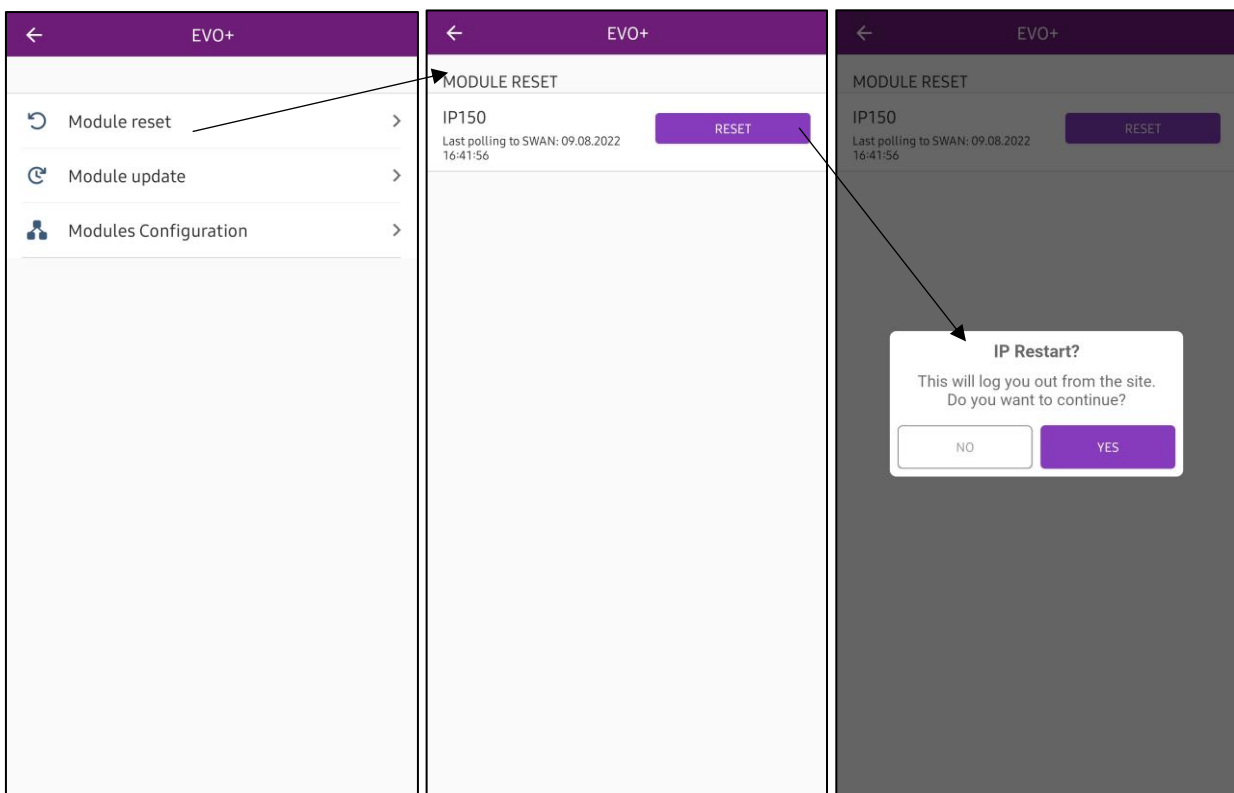 EVO+
Module reset
Module update
Modules Configuration
EVO+
MODULE RESET
IP150
Last polling to SWAN: 09.08.2022
16:41:56
RESET
EVO+
MODULE RESET
IP150
Last polling to SWAN: 09.08.2022
16:41:56
RESET
IP Restart?
This will log you out from the site.
Do you want to continue?
NO
YES